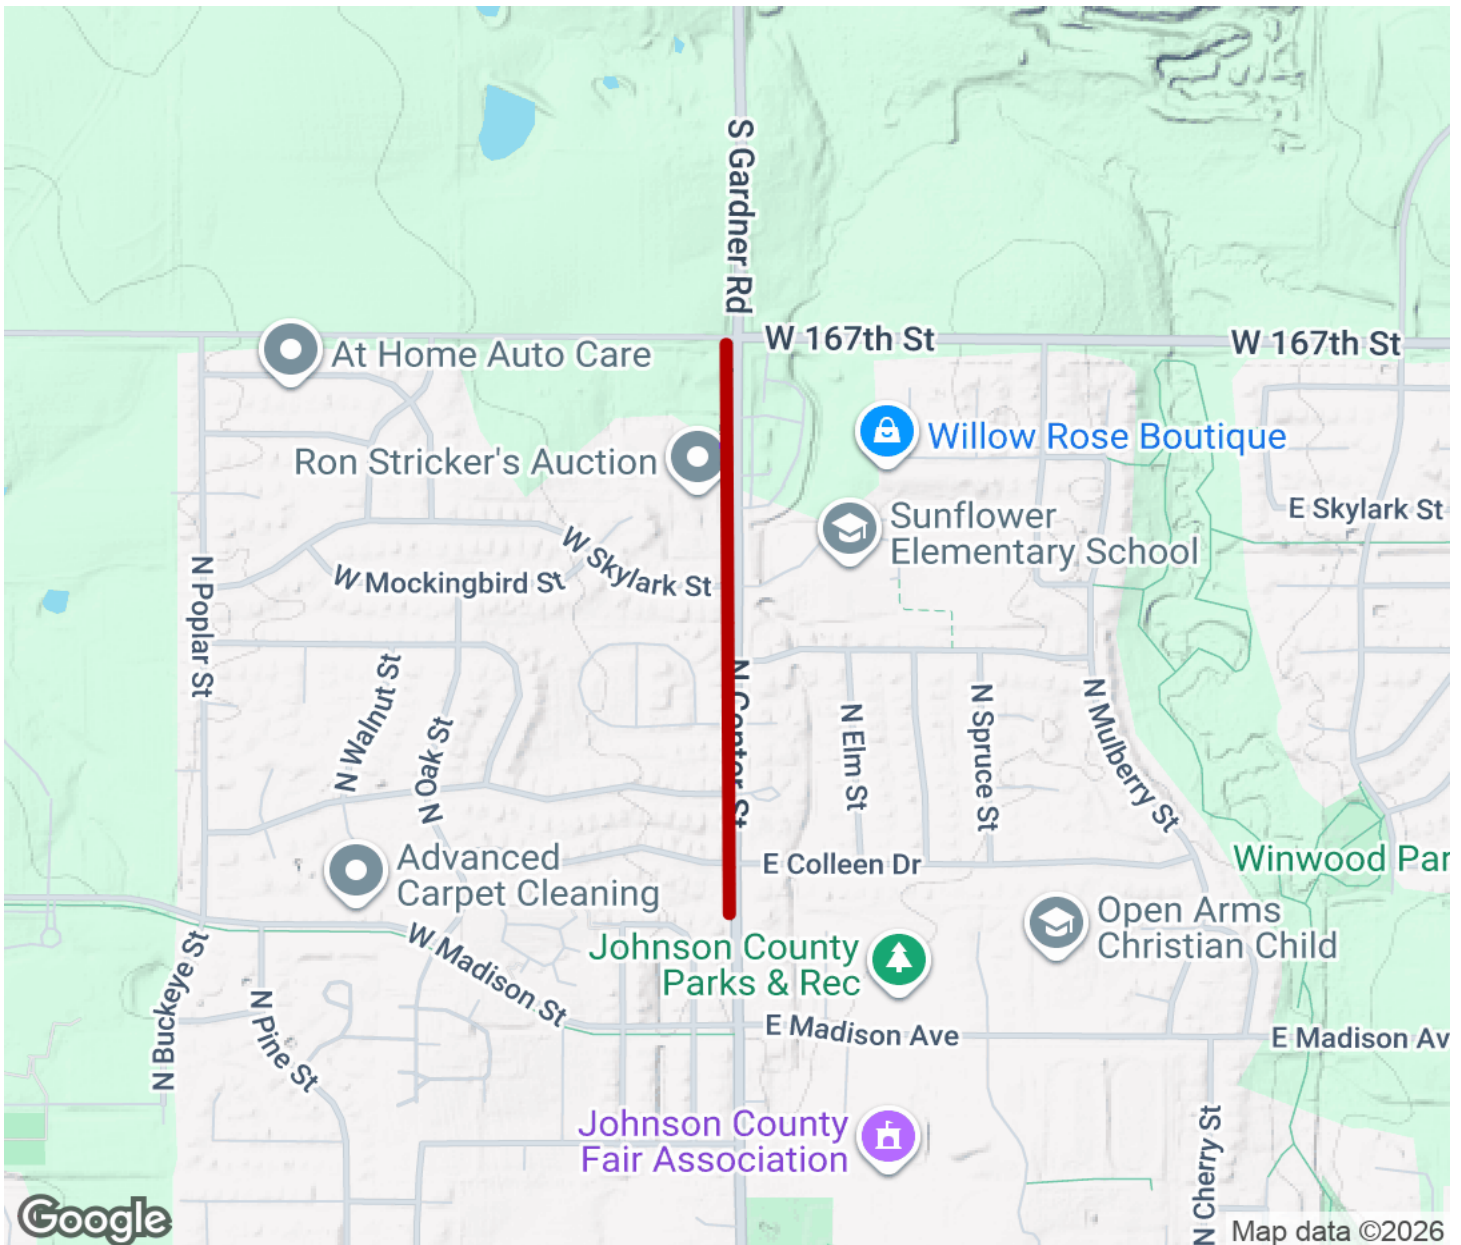 S Gardner Rd
W 167th St
W 167th St
At Home Auto Care
Willow Rose Boutique
Ron Stricker's Auction
E Skylark St
Sunflower
Elementary School
W Skylark St
W Mockingbird St
N Poplar St
N Walnut St
N Oak St
N Center St
N Elm St
N Spruce St
N Mulberry St
Advanced
Carpet Cleaning
E Colleen Dr
Winwood Par
Open Arms
Christian Child
Johnson County
Parks & Rec
W Madison St
N Buckeye St
N Pine St
E Madison Ave
E Madison Av
Johnson County
Fair Association
N Cherry St
Google
Map data ©2026